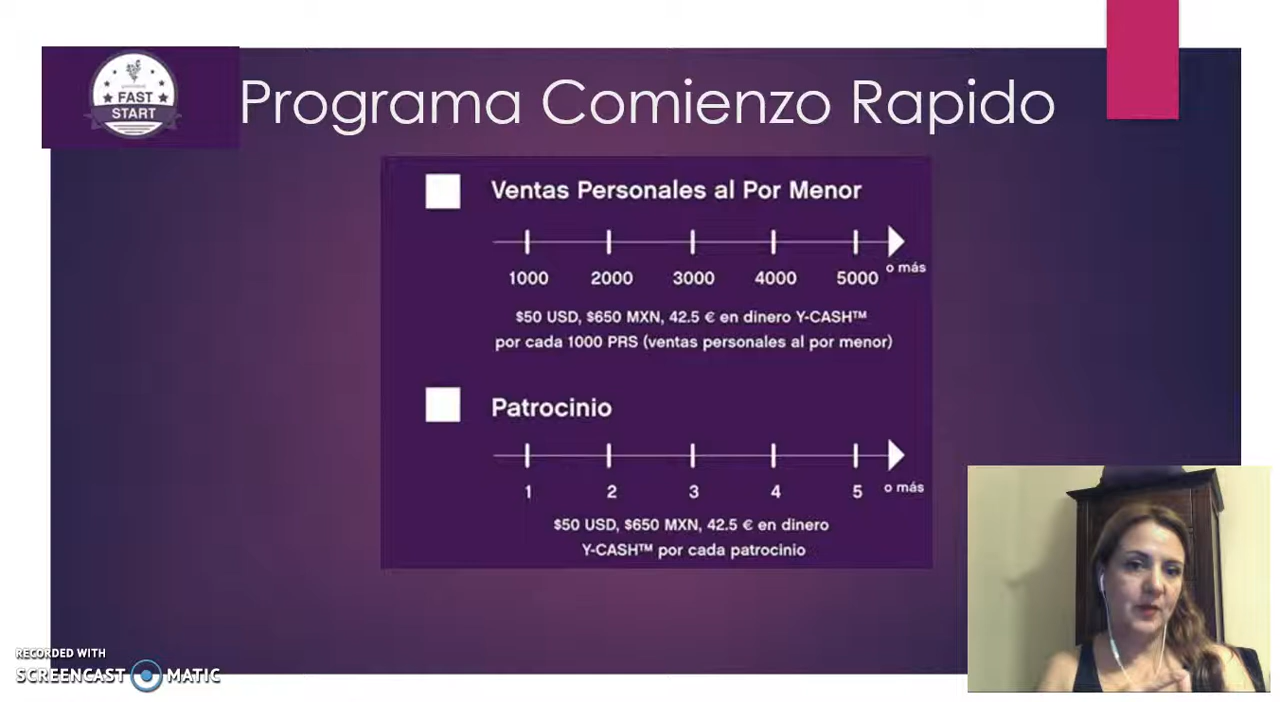 FAST
START
Programa Comienzo Rapido
Ventas Personales al Por Menor
1000 2000 3000 4000 5000 o más
$50 USD, $650 MXN, 42.5 € en dinero Y-CASH™
por cada 1000 PRS (ventas personales al por menor)
Patrocinio
1 2 3 4 5 o más
$50 USD, $650 MXN, 42.5 € en dinero
Y-CASH™ por cada patrocinio
RECORDED WITH
SCREENCAST MATIC